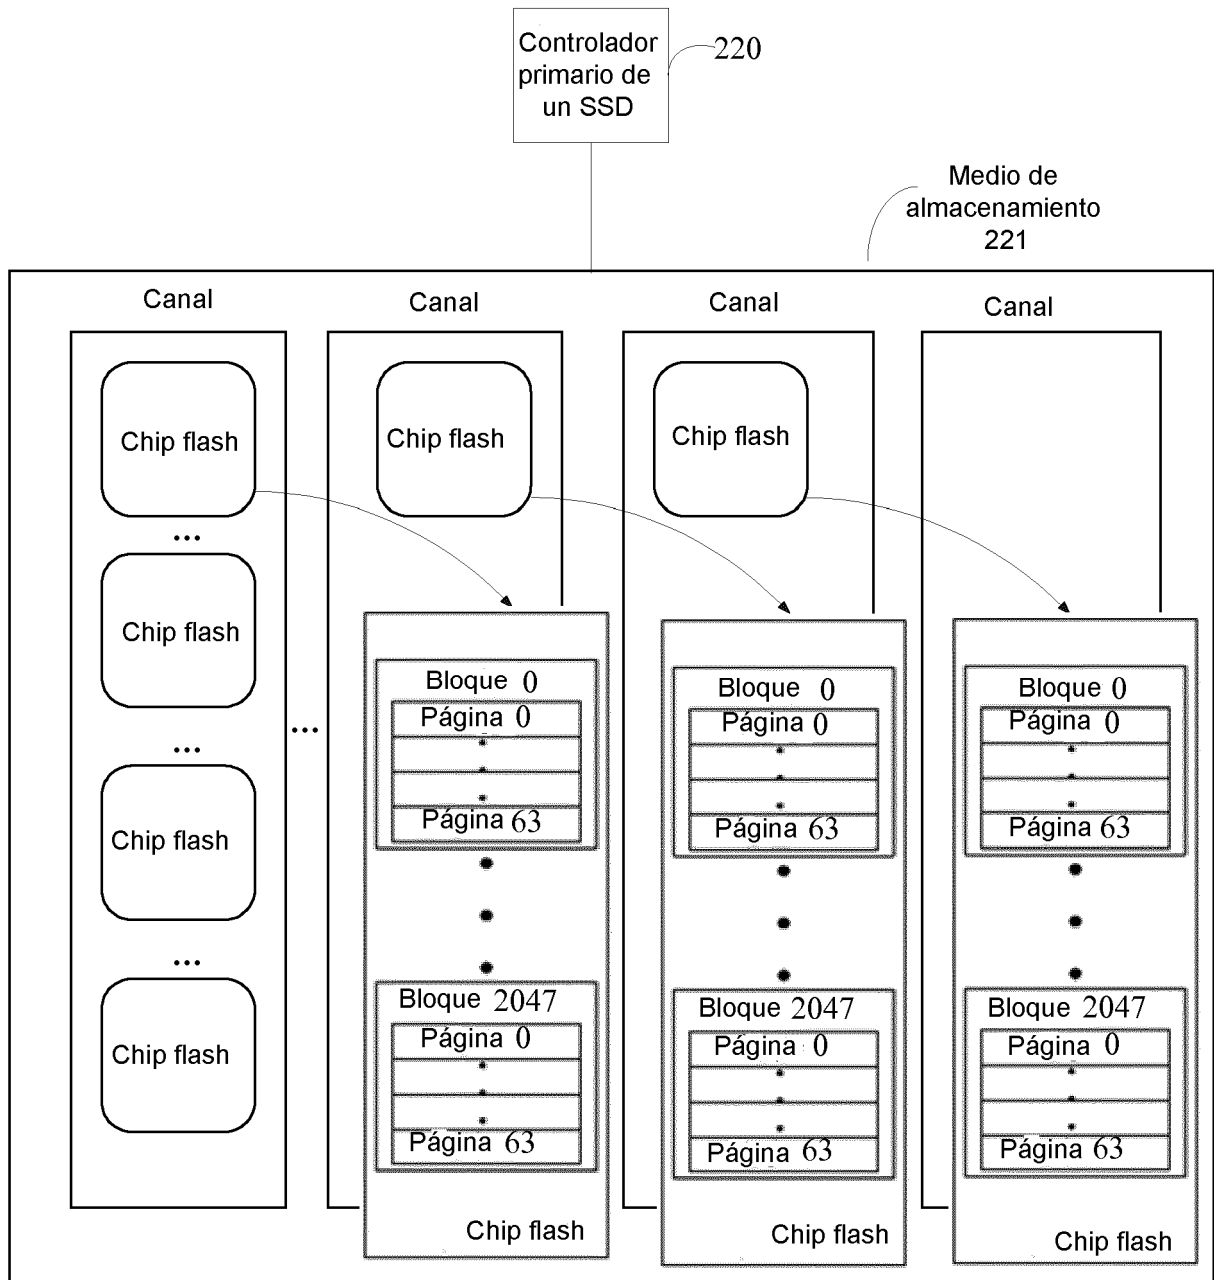 Controlador
primario de
un SSD
220
Medio de
almacenamiento
221
Canal
Canal
Canal
Canal
Chip flash
Chip flash
Chip flash
...
Chip flash
...
Chip flash
...
Chip flash
...
Bloque 0
Página 0
Página 63
Bloque 2047
Página 0
Página 63
Chip flash
Bloque 0
Página 0
Página 63
Bloque 2047
Página 0
Página 63
Chip flash
Bloque 0
Página 0
Página 63
Bloque 2047
Página 0
Página 63
Chip flash